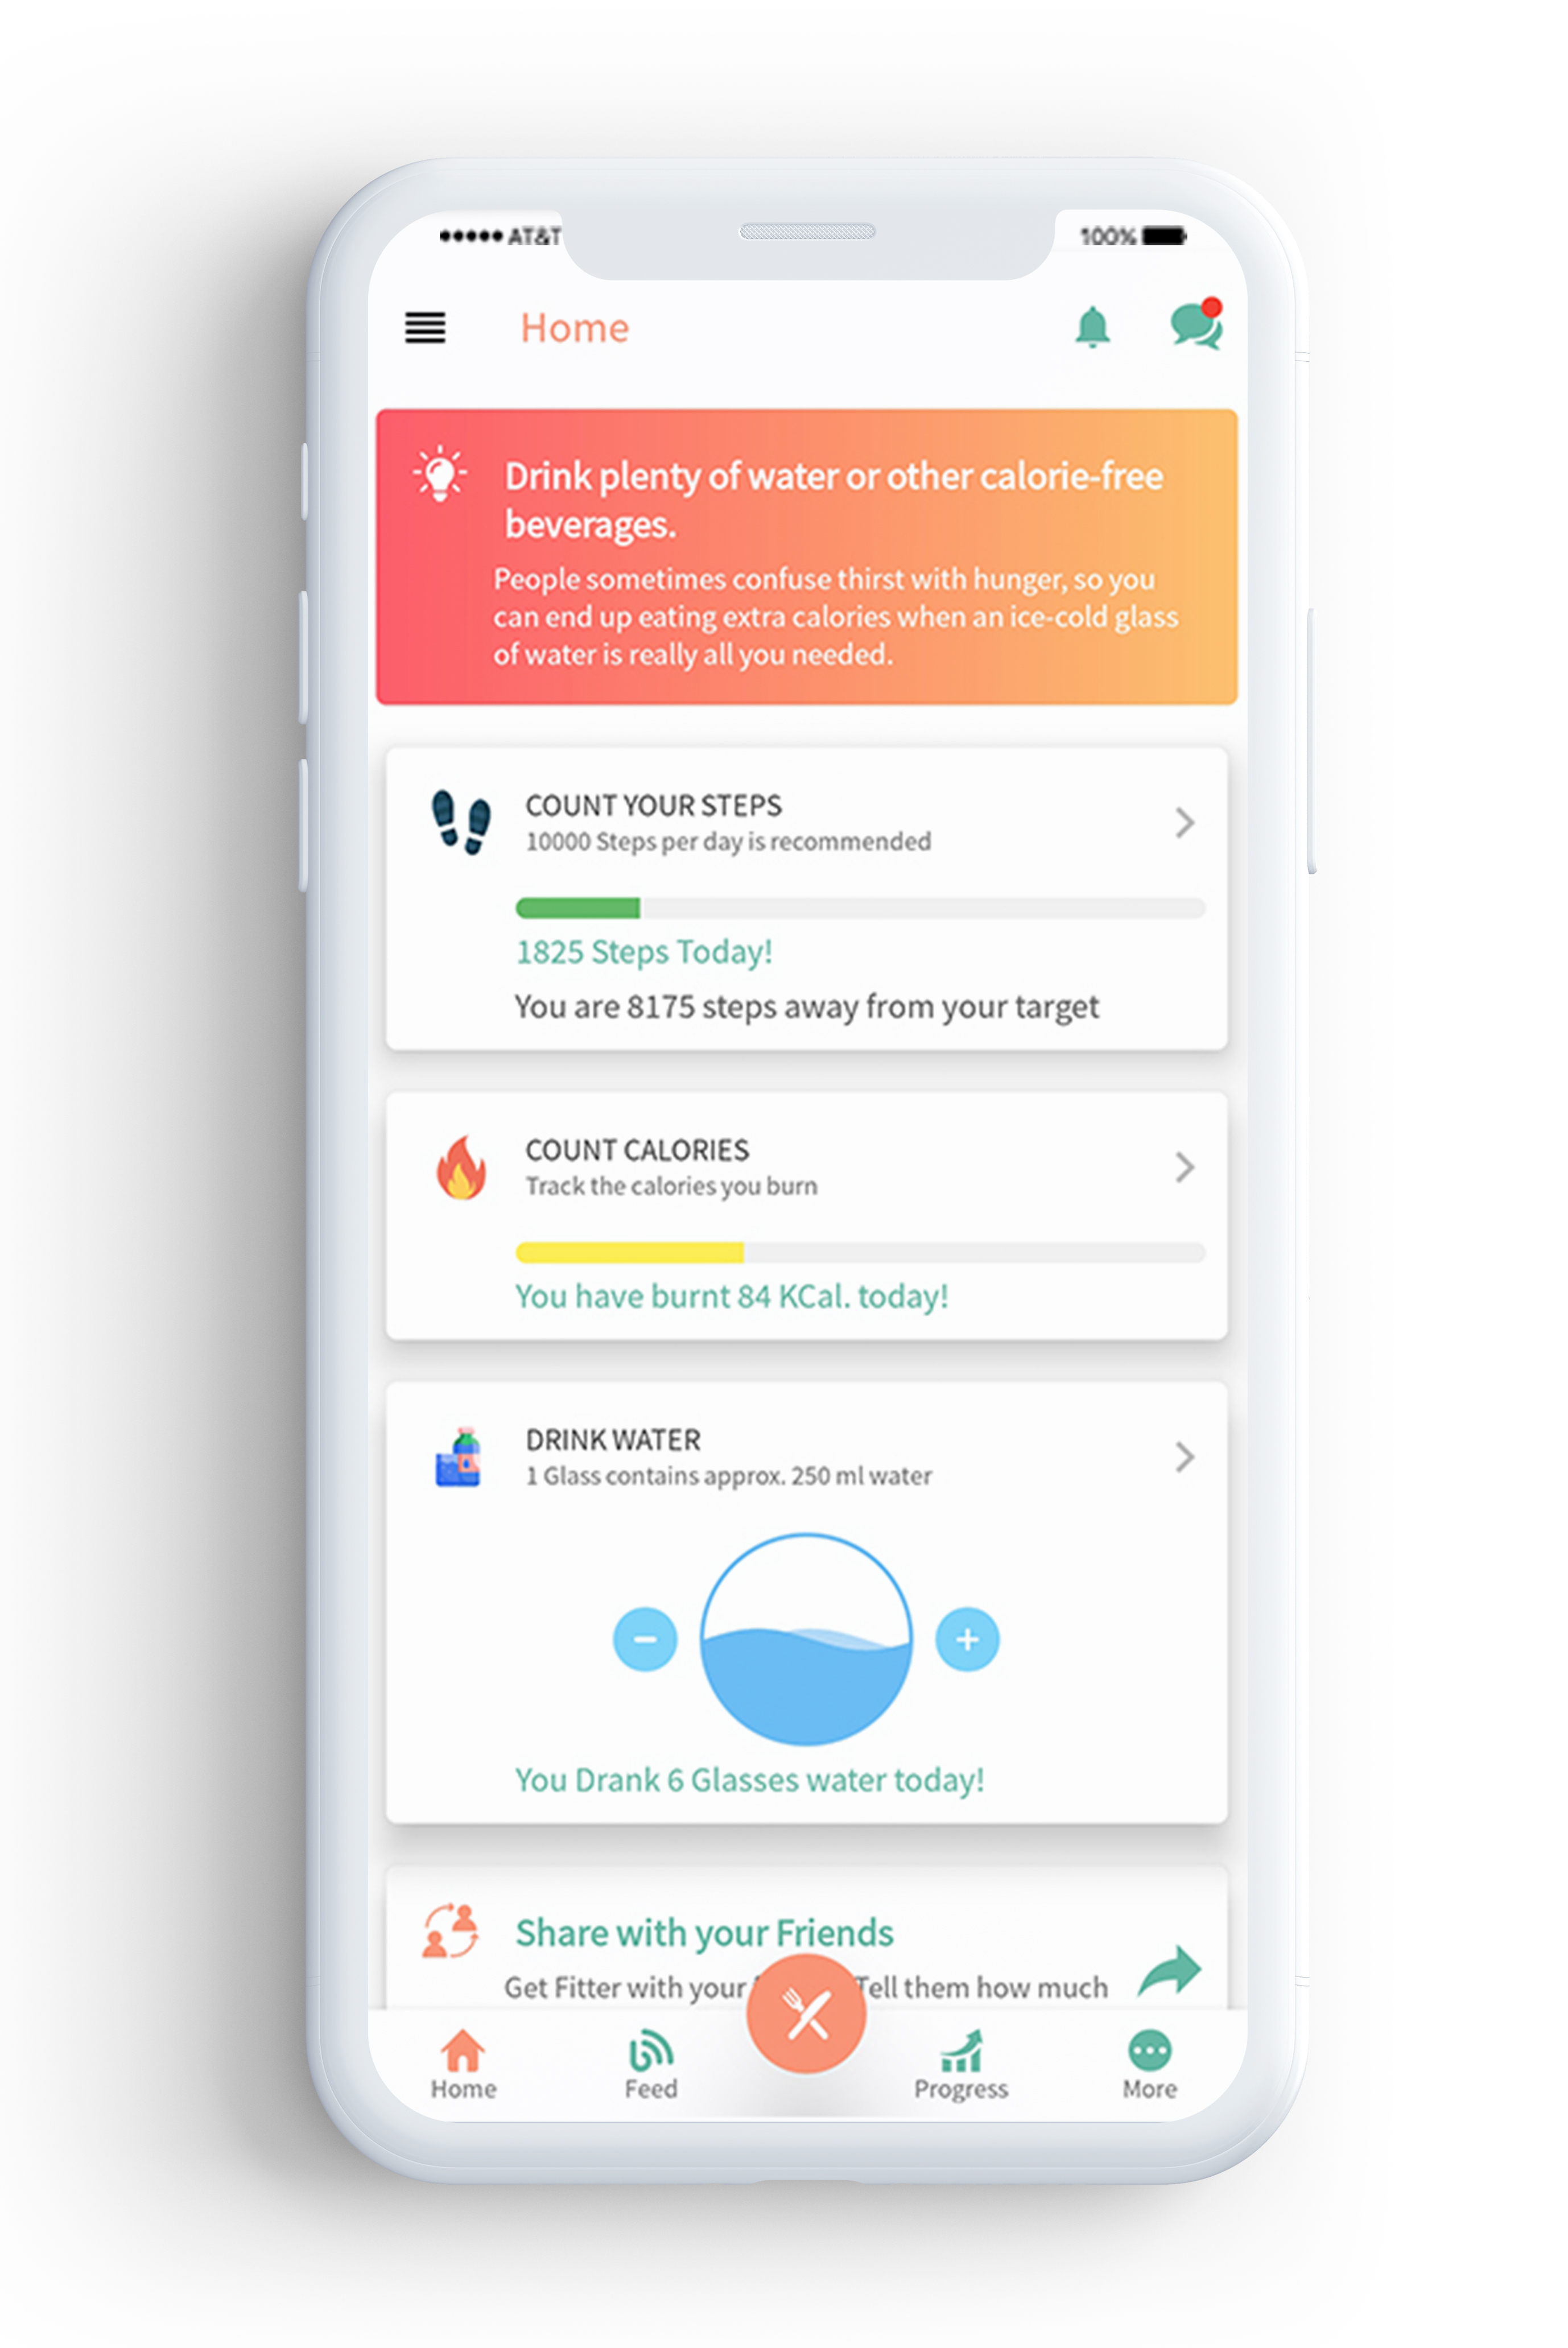 AT&T
100%
Home
Drink plenty of water or other calorie-free
beverages.
People sometimes confuse thirst with hunger, so you
can end up eating extra calories when an ice-cold glass
of water is really all you needed.
COUNT YOUR STEPS
10000 Steps per day is recommended
1825 Steps Today!
You are 8175 steps away from your target
COUNT CALORIES
Track the calories you burn
You have burnt 84 KCal. today!
DRINK WATER
1 Glass contains approx. 250 ml water
You Drank 6 Glasses water today!
Share with your Friends
Get Fitter with your Tell them how much
Home
Feed
Progress
More